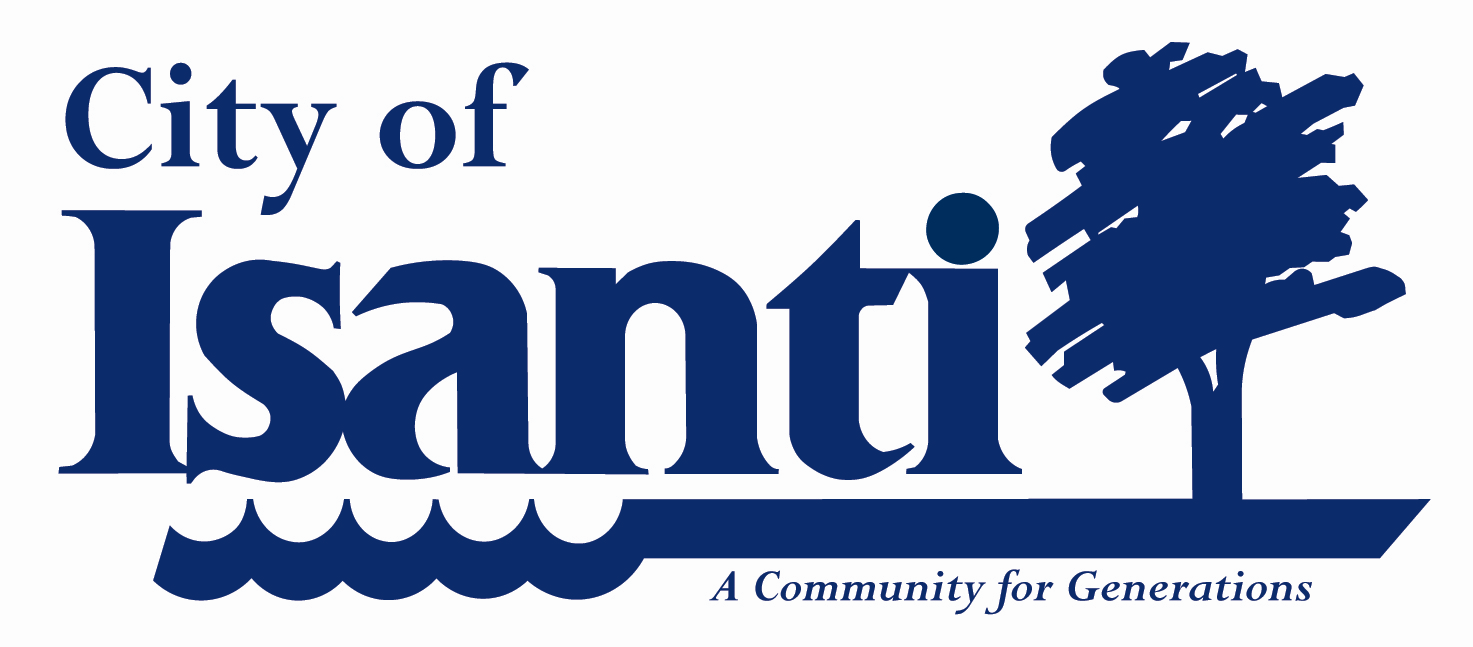 City of
Isanti
A Community for Generations